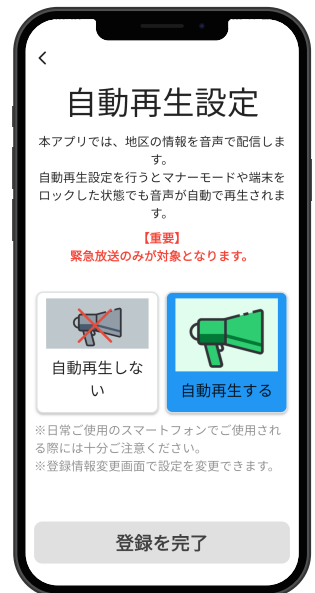 自動再生設定
本アプリでは、地区の情報を音声で配信しま
す。
自動再生設定を行うとマナーモードや端末を
ロックした状態でも音声が自動で再生されま
す。
【重要】
緊急放送のみが対象となります。
自動再生しな
い
自動再生する
※日常ご使用のスマートフォンでご使用され
る際には十分ご注意ください。
※登録情報変更画面で設定を変更できます。
登録を完了